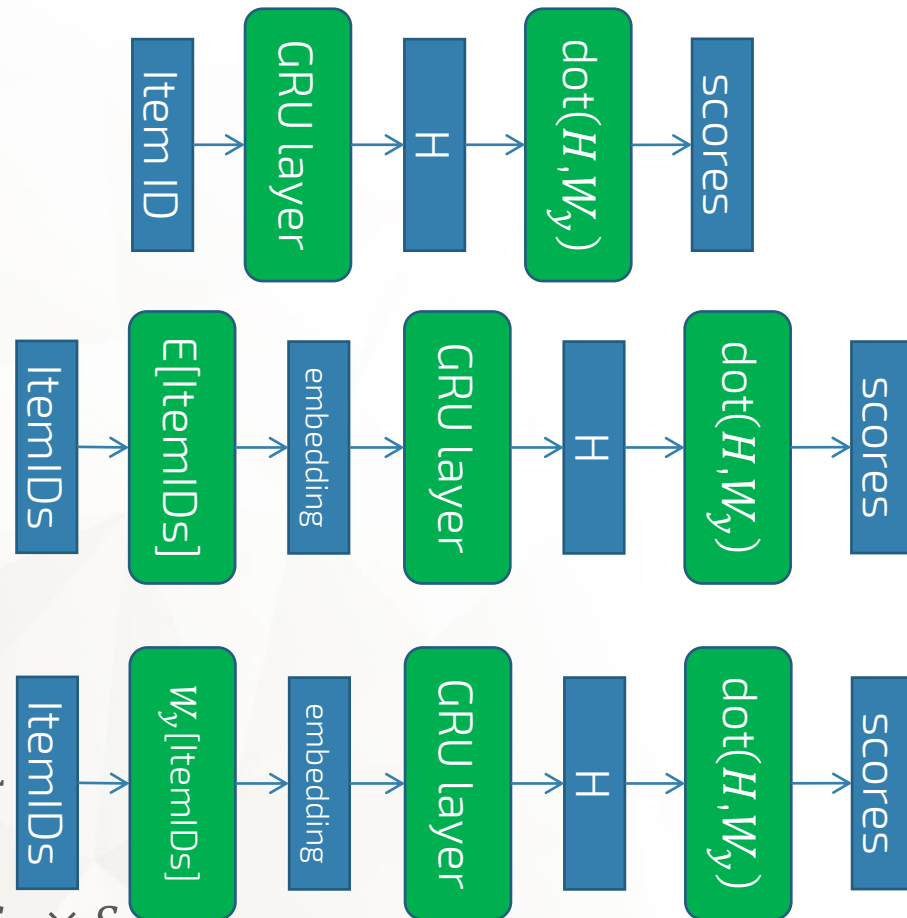 Item ID
GRU layer
H
dot(H,W_y)
scores
ItemIDs
E[ItemIDs]
embedding
GRU layer
H
dot(H,W_y)
scores
ItemIDs
W_y[ItemIDs]
embedding
GRU layer
H
dot(H,W_y)
scores
× S